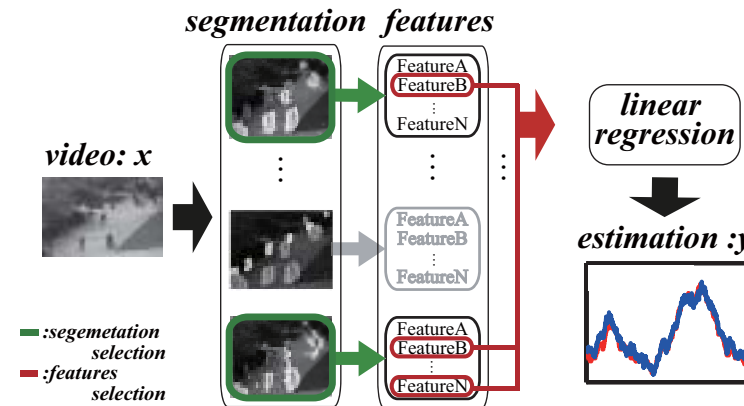 segmentation features
video: x
FeatureA
FeatureB
⋮
FeatureN
⋮
⋮
⋮
FeatureA
FeatureB
⋮
FeatureN
FeatureA
FeatureB
⋮
FeatureN
linear
regression
estimation :y
:segemetation
selection
:features
selection